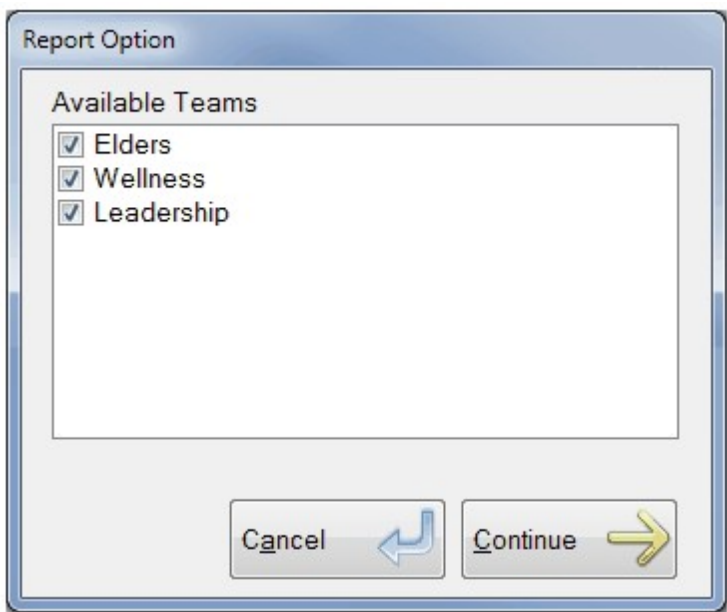 Report Option
Available Teams
Elders
Wellness
Leadership
Cancel
Continue